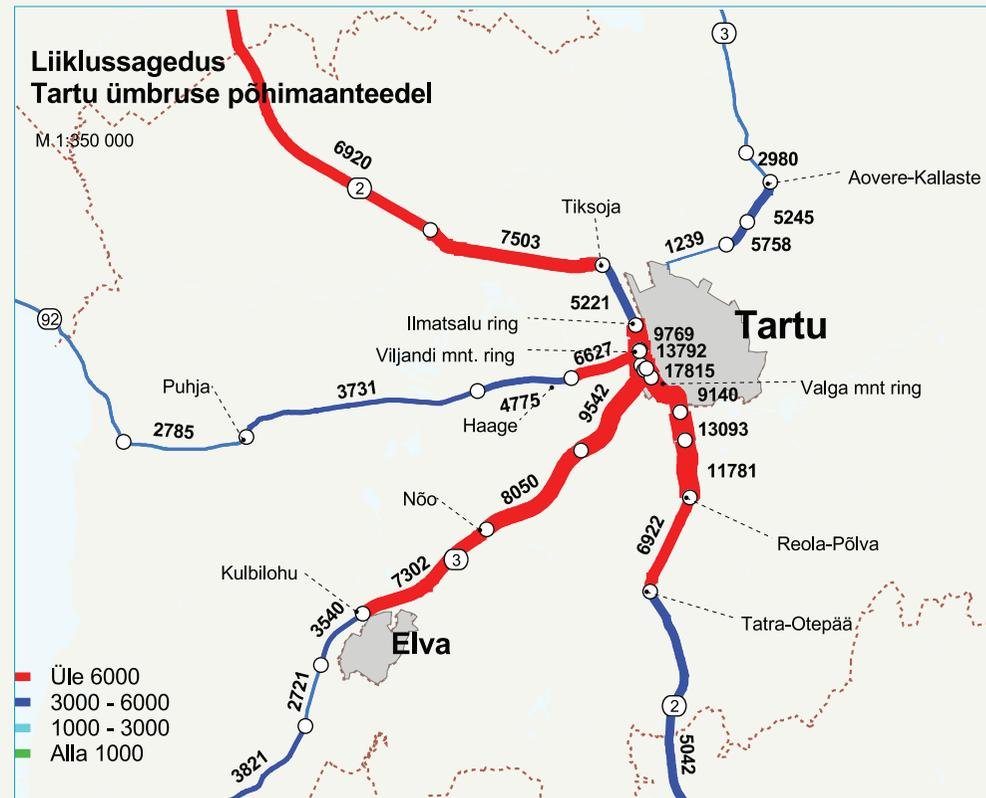 Liiklussagedus
Tartu ümbruse põhimaanteedel
M 1:350 000
3
2980
Aovere-Kallaste
5245
5758
1239
6920
2
7503
Tiksoja
5221
92
Ilmatsalu ring
Tartu
9769
Viljandi mnt. ring
13792
6627
17815
Puhja
3731
4775
Haage
9542
9140
Valga mnt ring
2785
13093
11781
8050
Nõo
6922
Reola-Põlva
3
7302
Kulbilohu
3540
Tatra-Otepää
Elva
2721
2
5042
3821
Üle 6000
3000 - 6000
1000 - 3000
Alla 1000